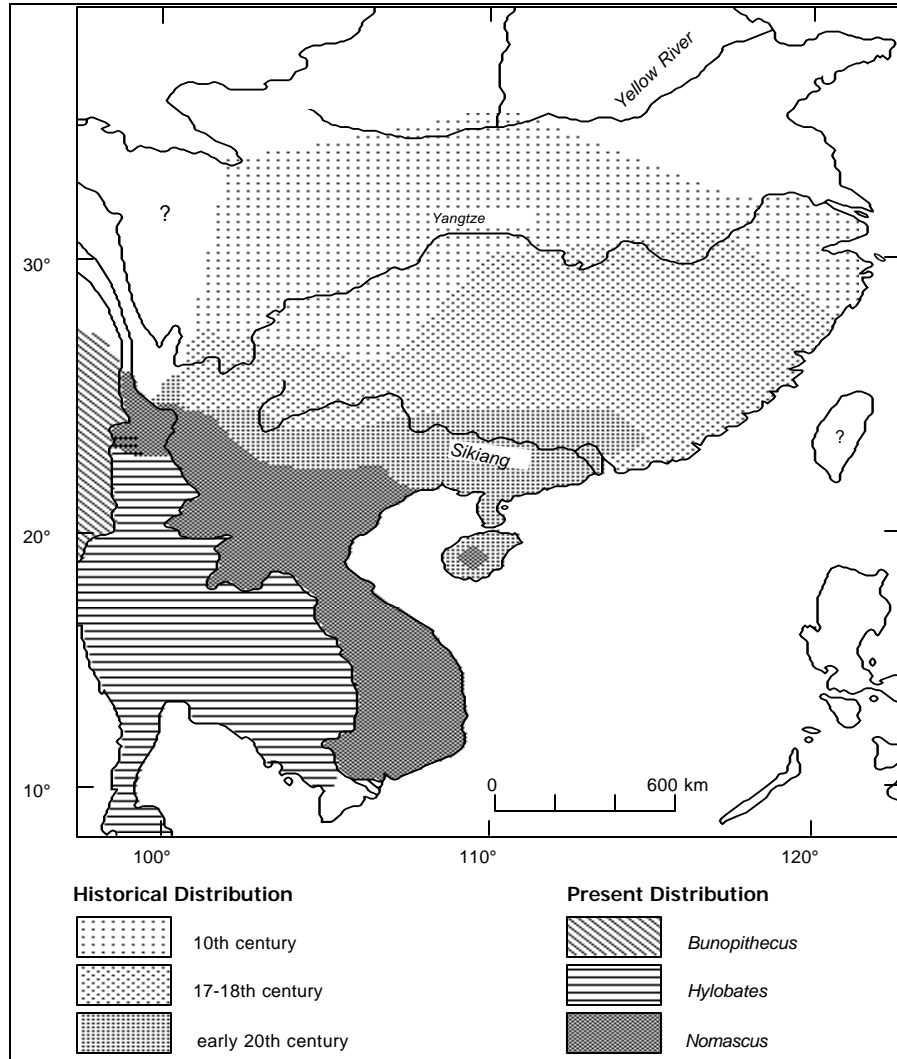 Yellow River
?
Yangtze
30°
?
Sikiang
20°
0 600 km
10°
100° 110° 120°
Historical Distribution
10th century
17-18th century
early 20th century
Present Distribution
Bunopithecus
Hylobates
Nomascus